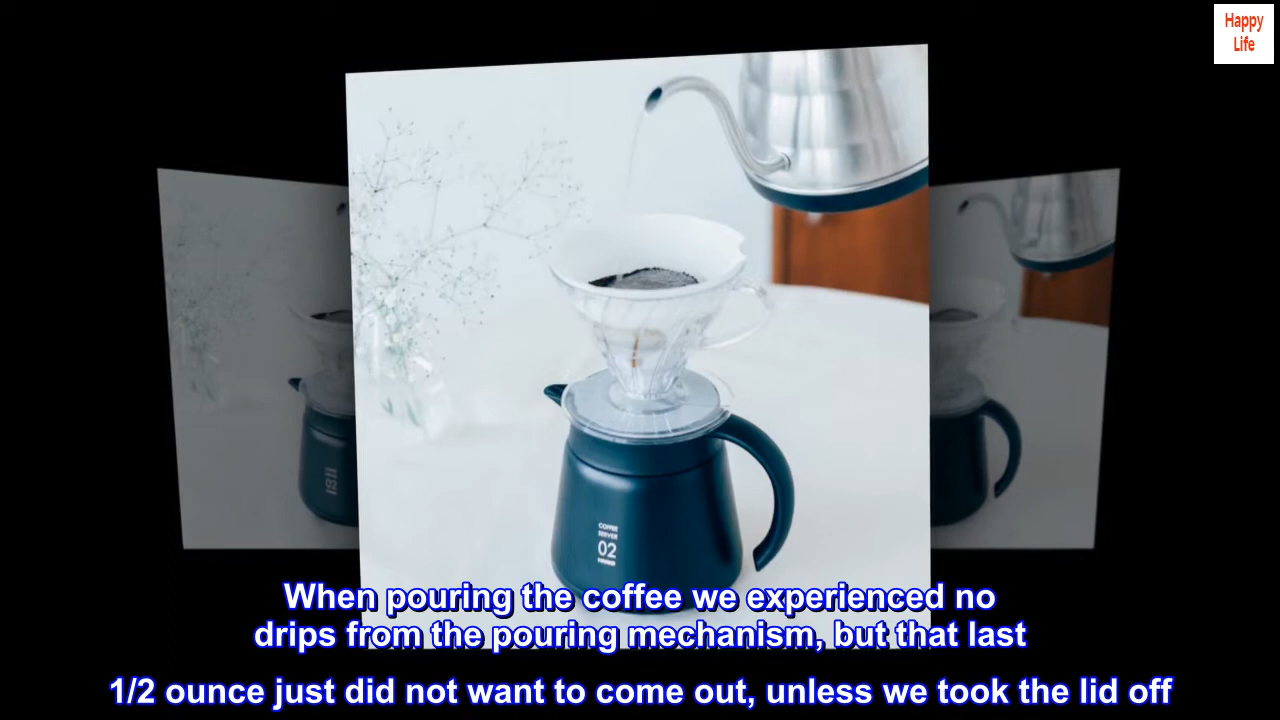 Happy
Life
COFFEE
SERVER
02
When pouring the coffee we experienced no
drips from the pouring mechanism, but that last
1/2 ounce just did not want to come out, unless we took the lid off